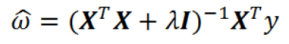 ω̂ = (XᵀX + λI)⁻¹Xᵀy